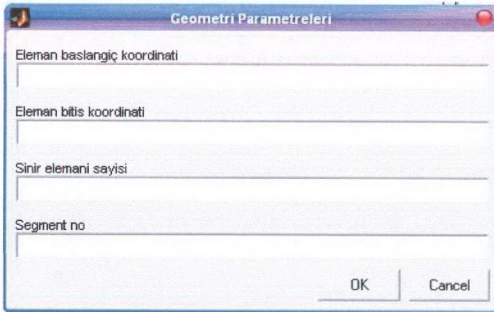 Geometri Parametreleri
Eleman baslangiç koordinati
Eleman bitis koordinati
Sinir elemani sayisi
Segment no
OK
Cancel